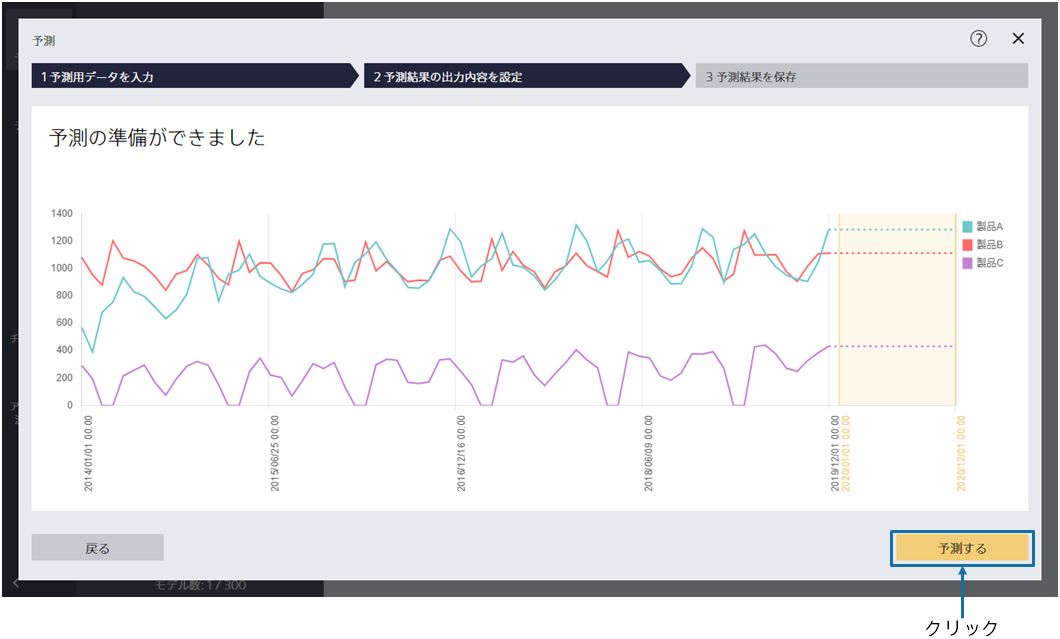 予測
1 予測用データを入力
2 予測結果の出力内容を設定
3 予測結果を保存
予測の準備ができました
1400
1200
1000
800
600
400
200
0
製品A
製品B
製品C
2014/01/01 00:00
2015/06/25 00:00
2016/12/16 00:00
2018/06/09 00:00
2019/12/01 00:00
2020/01/01 00:00
2020/12/01 00:00
戻る
予測する
モデル数: 1 / 300
クリック